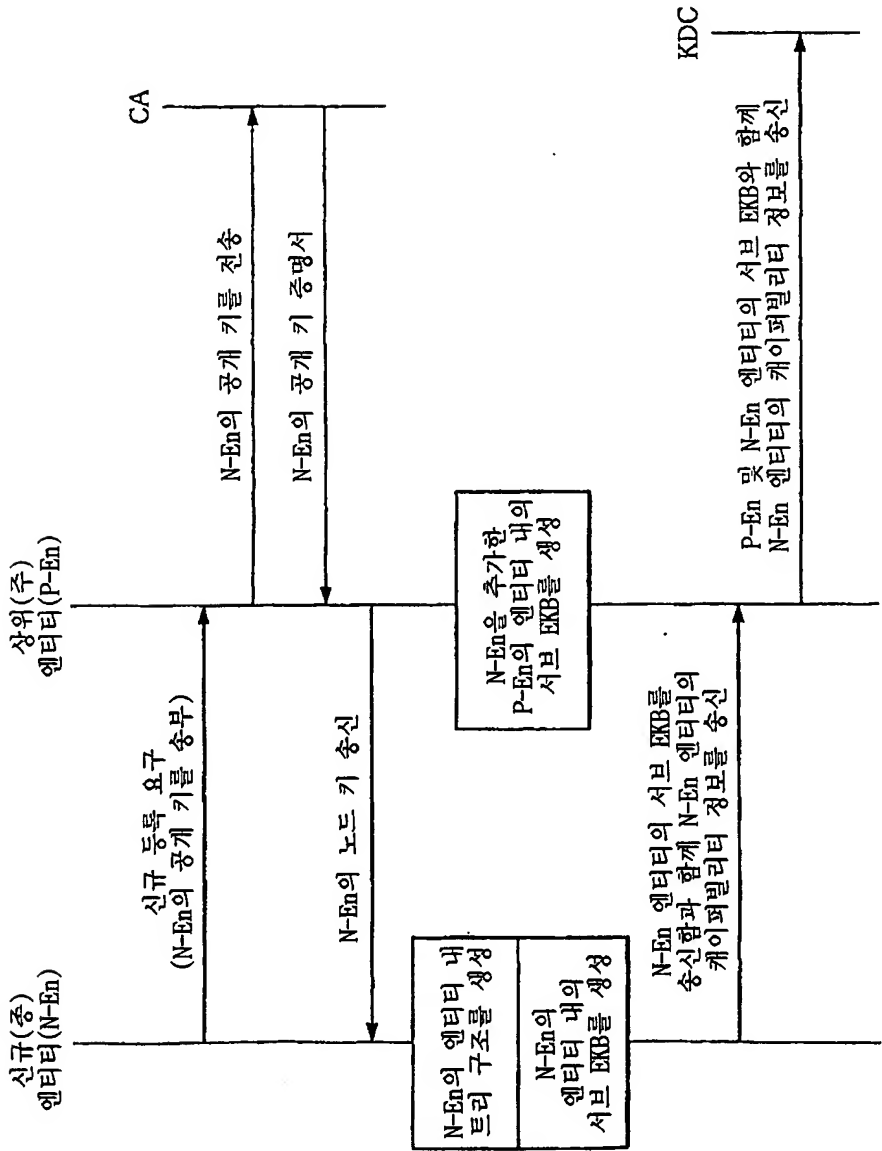 신규(종)
엔티티(N-En)
상위(주)
엔티티(P-En)
CA
KDC
신규 등록 요구
(N-En의 공개 키를 송부)
N-En의 공개 키를 전송
N-En의 공개 키 증명서
N-En의 노드 키 송신
N-En의 엔티티 내
트리 구조를 생성
N-En의
엔티티 내의
서브 EKB를 생성
N-En을 추가한
P-En의 엔티티 내의
서브 EKB를 생성
N-En 엔티티의 서브 EKB를
송신함과 함께 N-En 엔티티의
캐이퍼빌리티 정보를 송신
P-En 및 N-En 엔티티의 서브 EKB와 함께
N-En 엔티티의 캐이퍼빌리티 정보를 송신